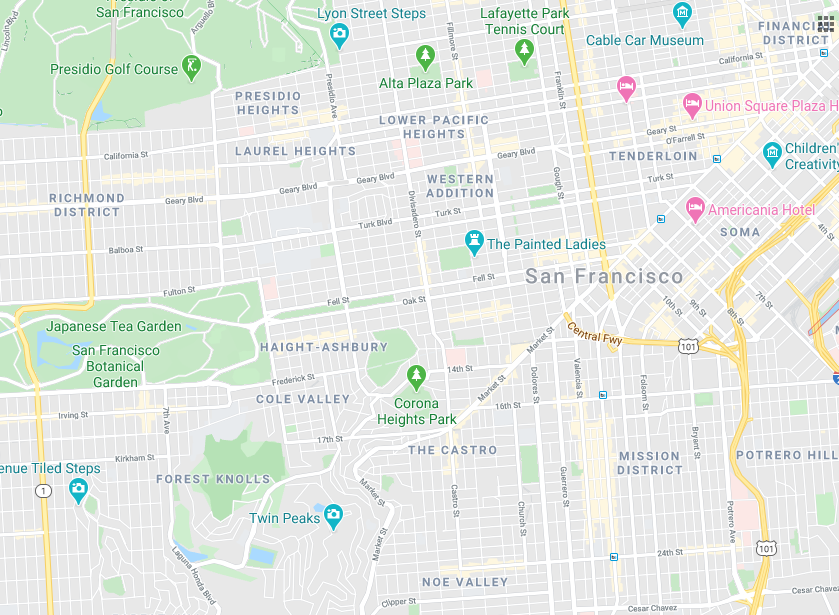 Presidio of
San Francisco
Lyon Street Steps
Lafayette Park
Tennis Court
Cable Car Museum
FINANCI
DISTRICT
Lincoln Bl
Arguello Blv
Fillmore St
Presidio Golf Course
Alta Plaza Park
California St
Presidio Ave
Franklin St
PRESIDIO
HEIGHTS
Union Square Plaza H
LOWER PACIFIC
HEIGHTS
Geary St
O'Farrell St
California St
LAUREL HEIGHTS
Geary Blvd
TENDERLOIN
Children'
Creativity
Geary Blvd
Geary Blvd
Geary Blvd
WESTERN
ADDITION
Gough St
Turk St
RICHMOND
DISTRICT
Divisadero St
Turk Blvd
Turk St
Americania Hotel
SOMA
4th St
Balboa St
The Painted Ladies
Fell St
San Francisco
Fulton St
Fell St
Oak St
10th St
9th St
8th St
7th St
Japanese Tea Garden
Central Fwy
Market St
101
San Francisco
Botanical
Garden
HAIGHT-ASHBURY
Frederick St
14th St
Market St
Dolores St
Valencia St
Folsom St
Corona
Heights Park
COLE VALLEY
16th St
Irving St
7th Ave
17th St
Bryant St
THE CASTRO
MISSION
DISTRICT
POTRERO HILL
Kirkham St
enue Tiled Steps
FOREST KNOLLS
1
Market St
Castro St
Guerrero St
Church St
Potrero Ave
Twin Peaks
Market St
101
24th St
Laguna Honda Blvd
NOE VALLEY
Clipper St
Cesar Chavez
Cesar Chavez